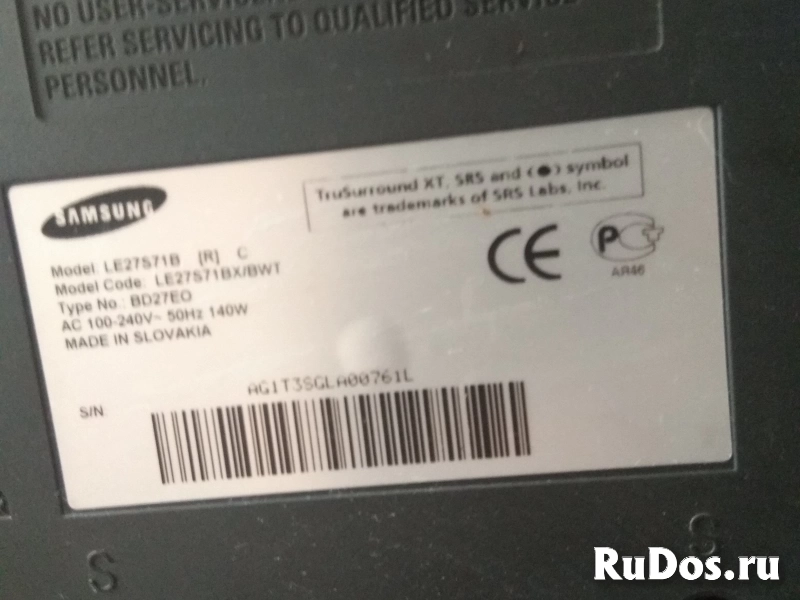 NO USER-SERVICEABLE
REFER SERVICING TO QUALIFIED SERVICE
PERSONNEL.
SAMSUNG
TruSurround XT, SRS and (●) symbol
are trademarks of SRS Labs, Inc.
Model: LE27S71B [R] C
Model Code: LE27S71BX/BWT
Type No.: BD27EO
AC 100-240V~ 50Hz 140W
MADE IN SLOVAKIA
CE
PC
AR46
AG1T3SGLA00761L
S/N
S
S
RuDos.ru